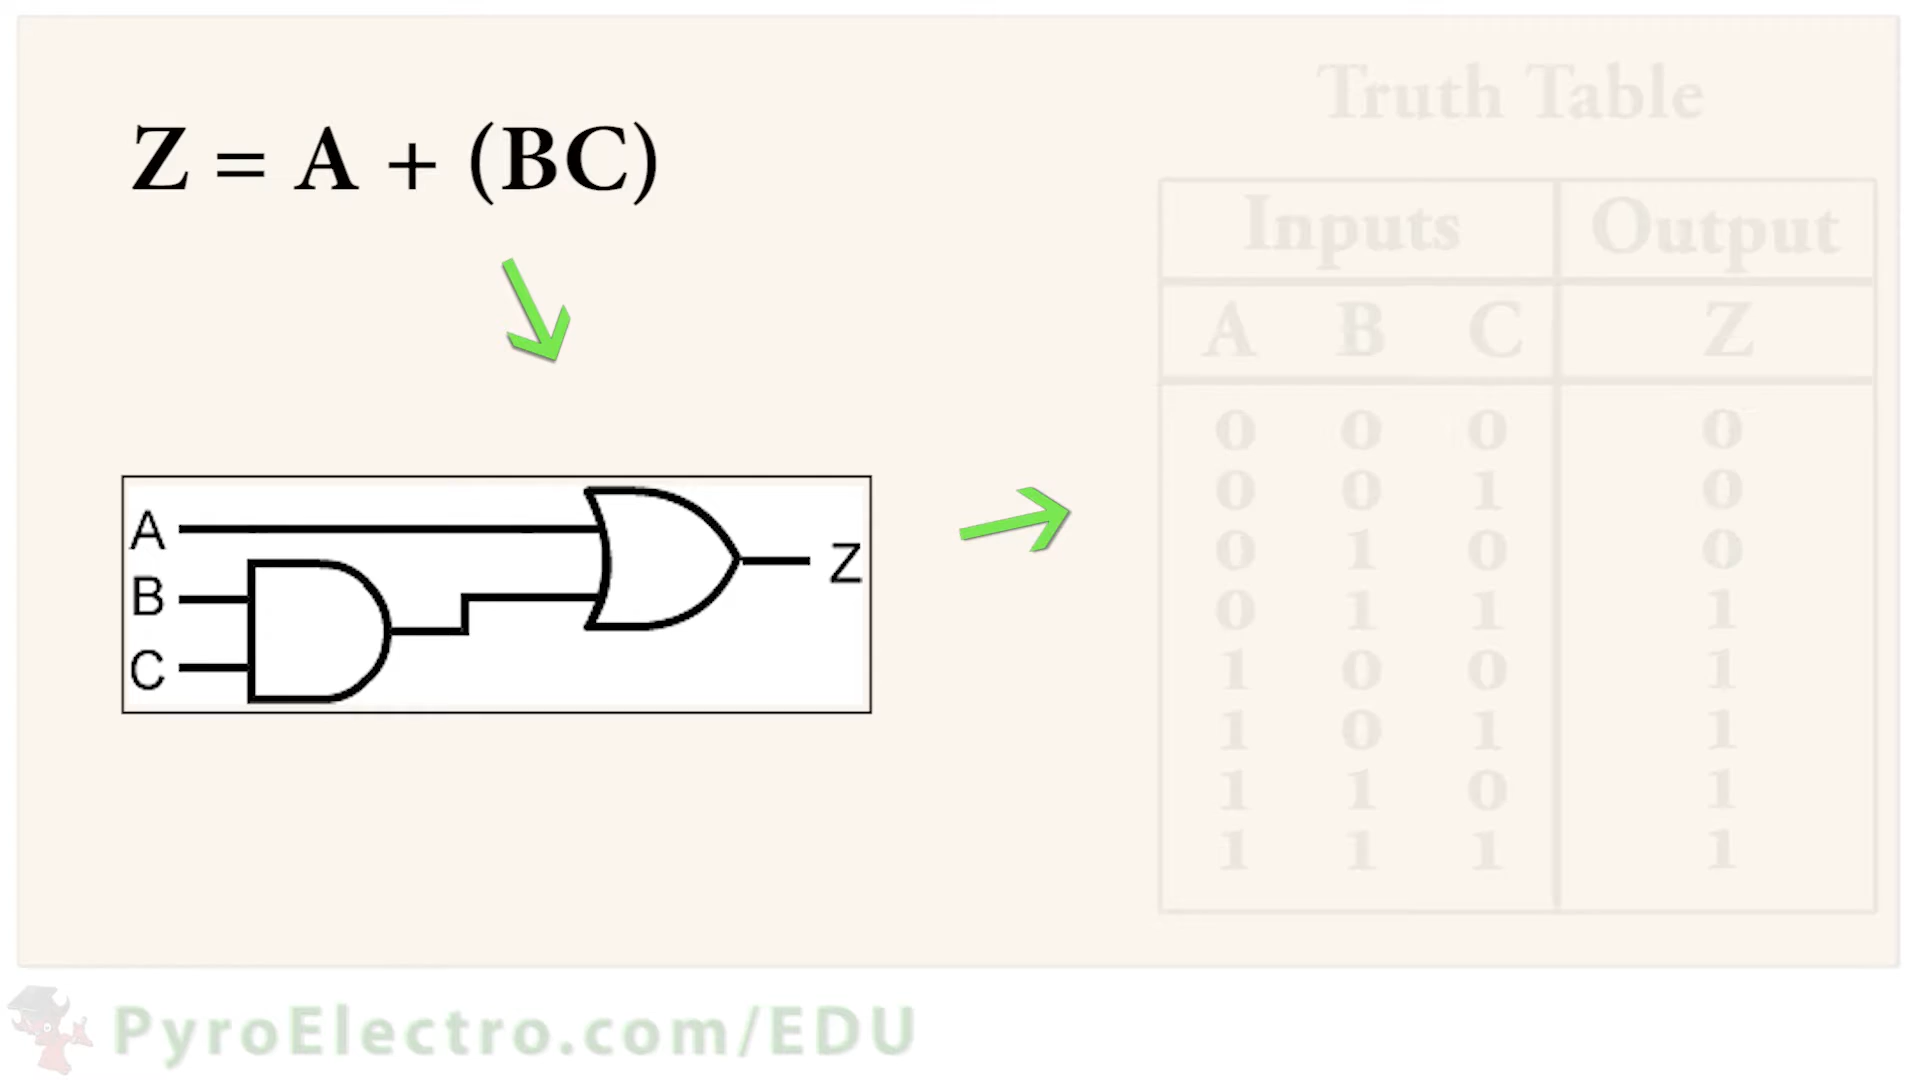 Z = A + (BC)
A
B
C
Z
Truth Table
Inputs Output
A B C Z
0 0 0 0
0 0 1 0
0 1 0 0
0 1 1 1
1 0 0 1
1 0 1 1
1 1 0 1
1 1 1 1
PyroElectro.com/EDU